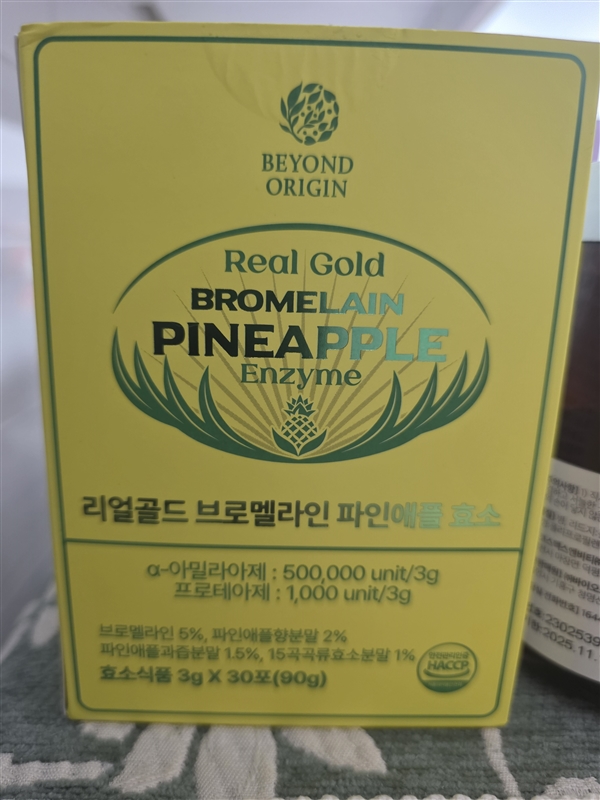 BEYOND
ORIGIN
Real Gold
BROMELAIN
PINEAPPLE
Enzyme
리얼골드 브로멜라인 파인애플 효소
α-아밀라아제 : 500,000 unit/3g
프로테아제 : 1,000 unit/3g
브로멜라인 5%, 파인애플향분말 2%
파인애플과즙분말 1.5%, 15곡곡류효소분말 1%
효소식품 3g X 30포(90g)
HACCP
2302539
2025.11.